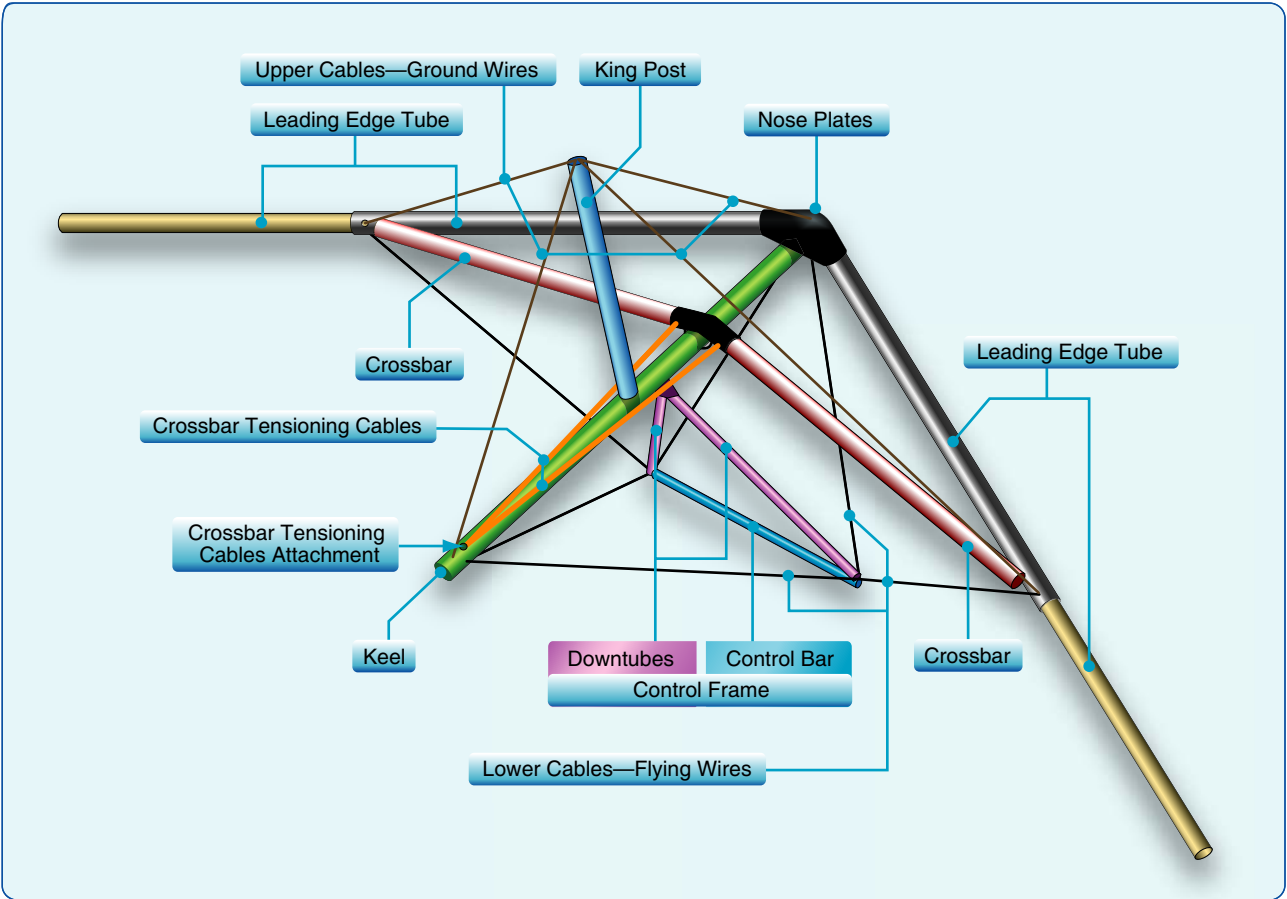 Upper Cables—Ground Wires
King Post
Leading Edge Tube
Nose Plates
Crossbar
Leading Edge Tube
Crossbar Tensioning Cables
Crossbar Tensioning
Cables Attachment
Keel
Downtubes
Control Bar
Control Frame
Crossbar
Lower Cables—Flying Wires